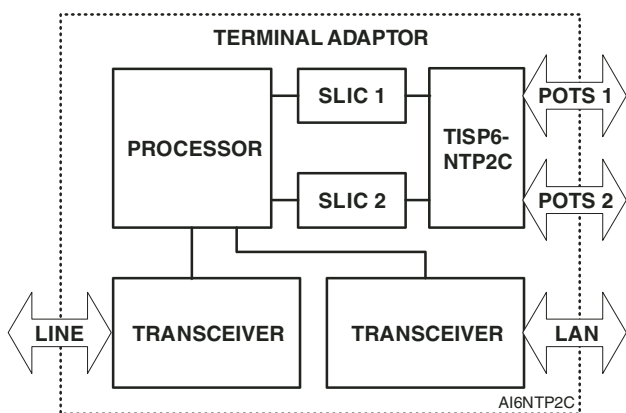 TERMINAL ADAPTOR
PROCESSOR
SLIC 1
SLIC 2
TISP6-
NTP2C
POTS 1
POTS 2
LINE
TRANSCEIVER
TRANSCEIVER
LAN
AI6NTP2C